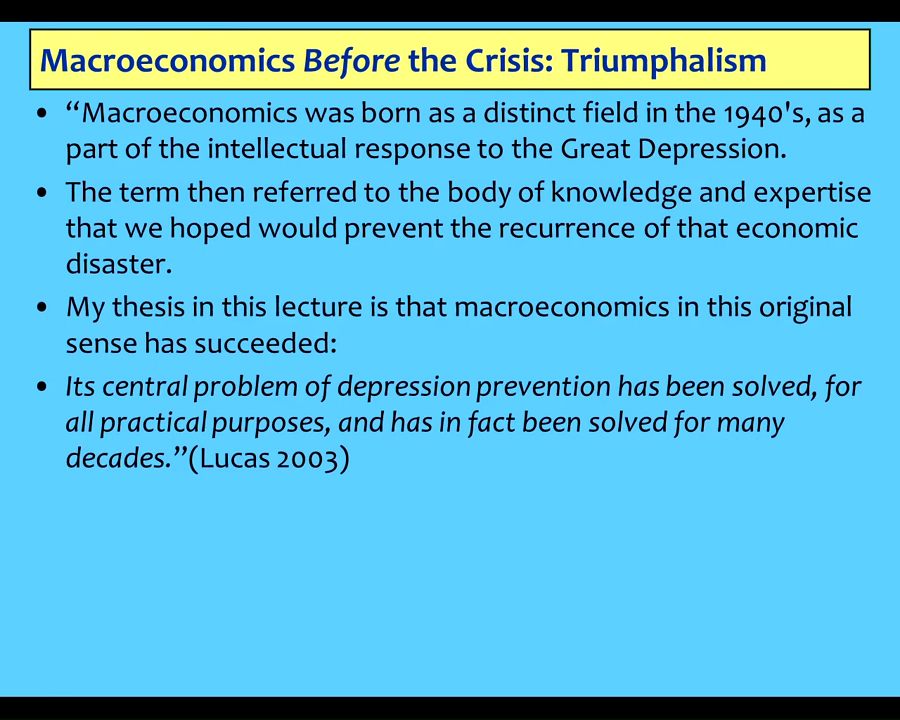 Macroeconomics Before the Crisis: Triumphalism
• “Macroeconomics was born as a distinct field in the 1940's, as a
part of the intellectual response to the Great Depression.
• The term then referred to the body of knowledge and expertise
that we hoped would prevent the recurrence of that economic
disaster.
• My thesis in this lecture is that macroeconomics in this original
sense has succeeded:
• Its central problem of depression prevention has been solved, for
all practical purposes, and has in fact been solved for many
decades.”(Lucas 2003)